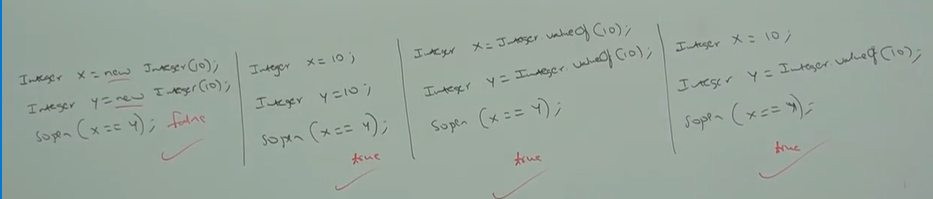 Integer x = new Integer(10);
Integer y = new Integer(10);
Sopln (x == y); false
Integer x = 10;
Integer y = 10;
Sopln (x == y);
true
Integer x = Integer.valueOf(10);
Integer y = Integer.valueOf(10);
Sopln (x == y);
true
Integer x = 10;
Integer y = Integer.valueOf(10);
Sopln (x == y);
true